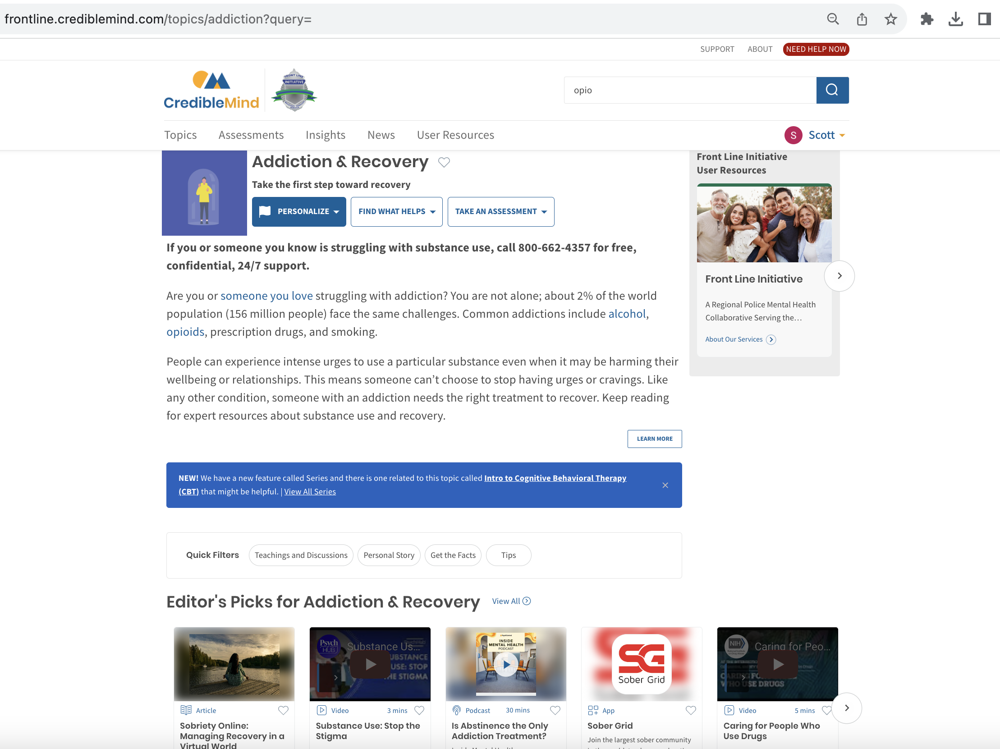 frontline.crediblemind.com/topics/addiction?query=
SUPPORT ABOUT NEED HELP NOW
CredibleMind
FRONT LINE
INITIATIVE
opio
Topics Assessments Insights News User Resources
S Scott
Addiction & Recovery
Take the first step toward recovery
PERSONALIZE FIND WHAT HELPS TAKE AN ASSESSMENT
If you or someone you know is struggling with substance use, call 800-662-4357 for free,
confidential, 24/7 support.
Are you or someone you love struggling with addiction? You are not alone; about 2% of the world
population (156 million people) face the same challenges. Common addictions include alcohol,
opioids, prescription drugs, and smoking.
People can experience intense urges to use a particular substance even when it may be harming their
wellbeing or relationships. This means someone can’t choose to stop having urges or cravings. Like
any other condition, someone with an addiction needs the right treatment to recover. Keep reading
for expert resources about substance use and recovery.
LEARN MORE
Front Line Initiative
User Resources
Front Line Initiative
A Regional Police Mental Health
Collaborative Serving the…
About Our Services
NEW! We have a new feature called Series and there is one related to this topic called Intro to Cognitive Behavioral Therapy
(CBT) that might be helpful. | View All Series
Quick Filters Teachings and Discussions Personal Story Get the Facts Tips
Editor's Picks for Addiction & Recovery View All
Article
Sobriety Online:
Managing Recovery in a
Virtual World
Psych
HUB
Substance Us...
SUBSTANCE
USE: STOP
THE STIGMA
Video 3 mins
Substance Use: Stop the
Stigma
PsychCentral
INSIDE
MENTAL HEALTH
PODCAST
Podcast 30 mins
Is Abstinence the Only
Addiction Treatment?
Inside Mental Health
SG
Sober Grid
App
Sober Grid
Join the largest sober community
NIH
Caring for Peo...
WHO USE DRUGS
Video 5 mins
Caring for People Who
Use Drugs